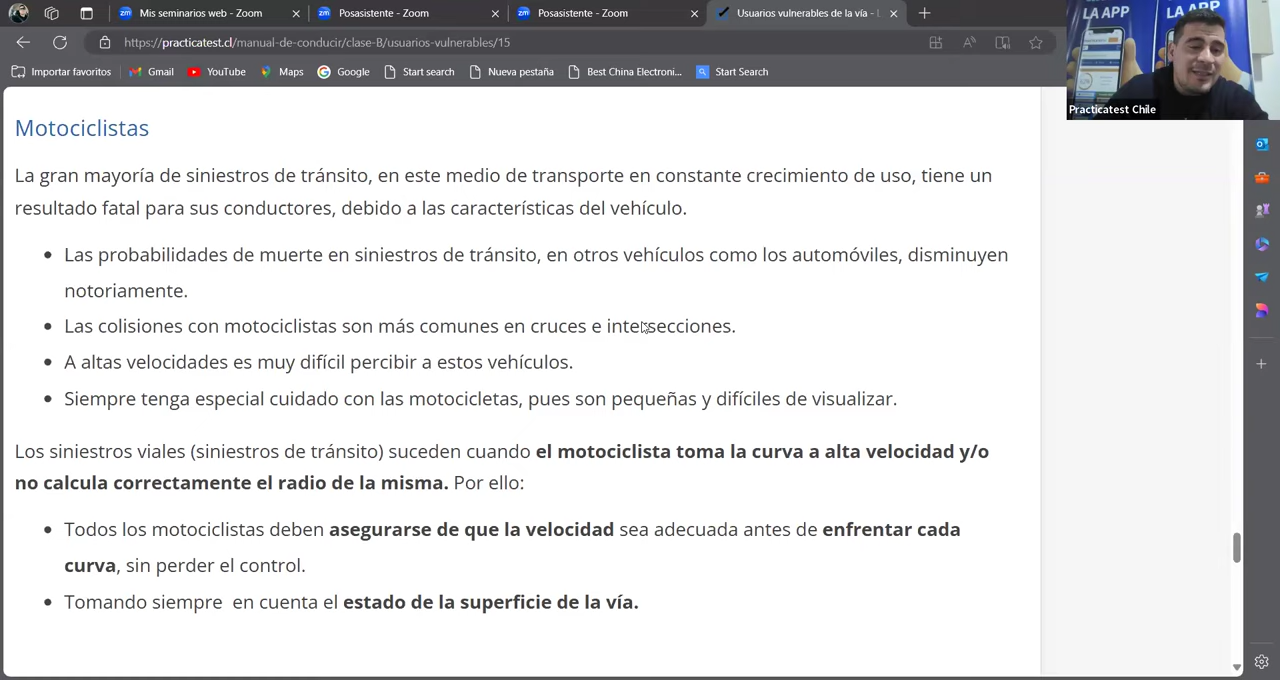 Mis seminarios web - Zoom
Posasistente - Zoom
Posasistente - Zoom
Usuarios vulnerables de la vía - L
https://practicatest.cl/manual-de-conducir/clase-B/usuarios-vulnerables/15
Importar favoritos
Gmail
YouTube
Maps
Google
Start search
Nueva pestaña
Best China Electroni...
Start Search
LA APP
LA APP
Practicatest Chile
Motociclistas
La gran mayoría de siniestros de tránsito, en este medio de transporte en constante crecimiento de uso, tiene un
resultado fatal para sus conductores, debido a las características del vehículo.
Las probabilidades de muerte en siniestros de tránsito, en otros vehículos como los automóviles, disminuyen
notoriamente.
Las colisiones con motociclistas son más comunes en cruces e intersecciones.
A altas velocidades es muy difícil percibir a estos vehículos.
Siempre tenga especial cuidado con las motocicletas, pues son pequeñas y difíciles de visualizar.
Los siniestros viales (siniestros de tránsito) suceden cuando el motociclista toma la curva a alta velocidad y/o
no calcula correctamente el radio de la misma. Por ello:
Todos los motociclistas deben asegurarse de que la velocidad sea adecuada antes de enfrentar cada
curva, sin perder el control.
Tomando siempre en cuenta el estado de la superficie de la vía.